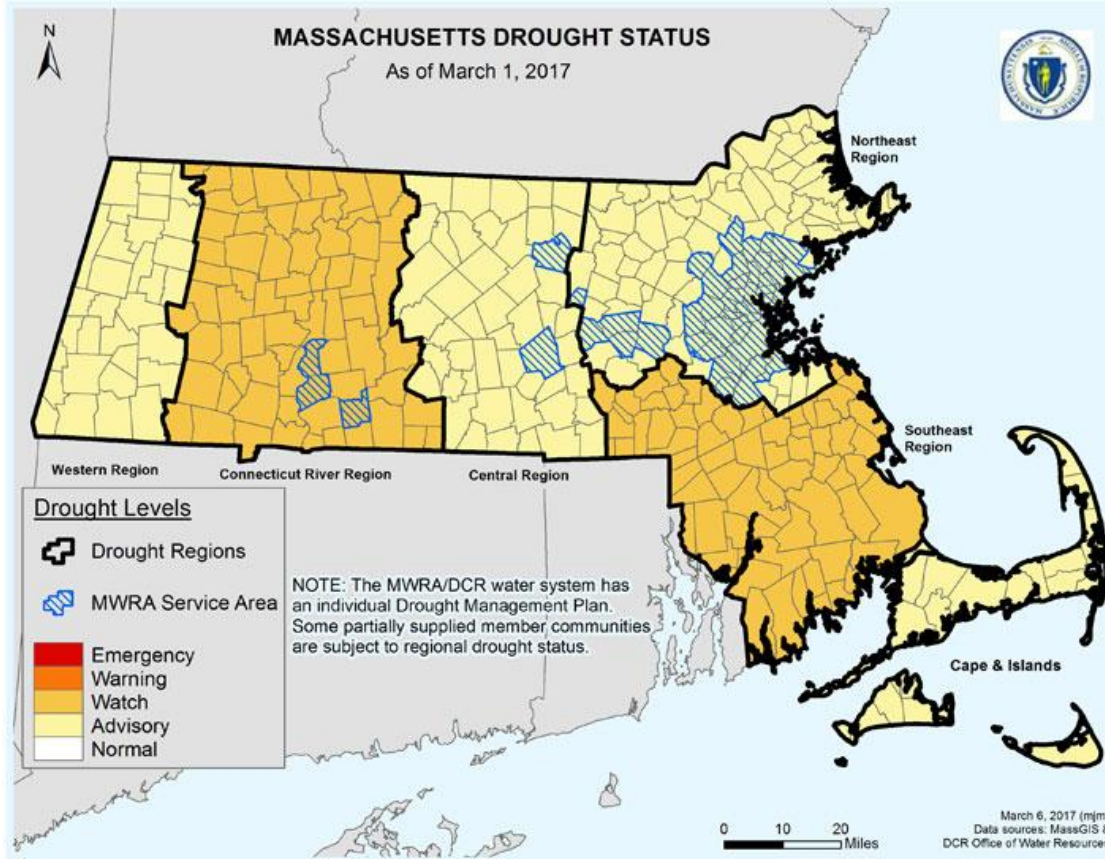 N
MASSACHUSETTS DROUGHT STATUS
As of March 1, 2017
Northeast
Region
Southeast
Region
Western Region
Connecticut River Region
Central Region
Drought Levels
Drought Regions
MWRA Service Area
Emergency
Warning
Watch
Advisory
Normal
NOTE: The MWRA/DCR water system has
an individual Drought Management Plan.
Some partially supplied member communities
are subject to regional drought status.
Cape & Islands
0 10 20
Miles
March 6, 2017 (mjm
Data sources: MassGIS &
DCR Office of Water Resources